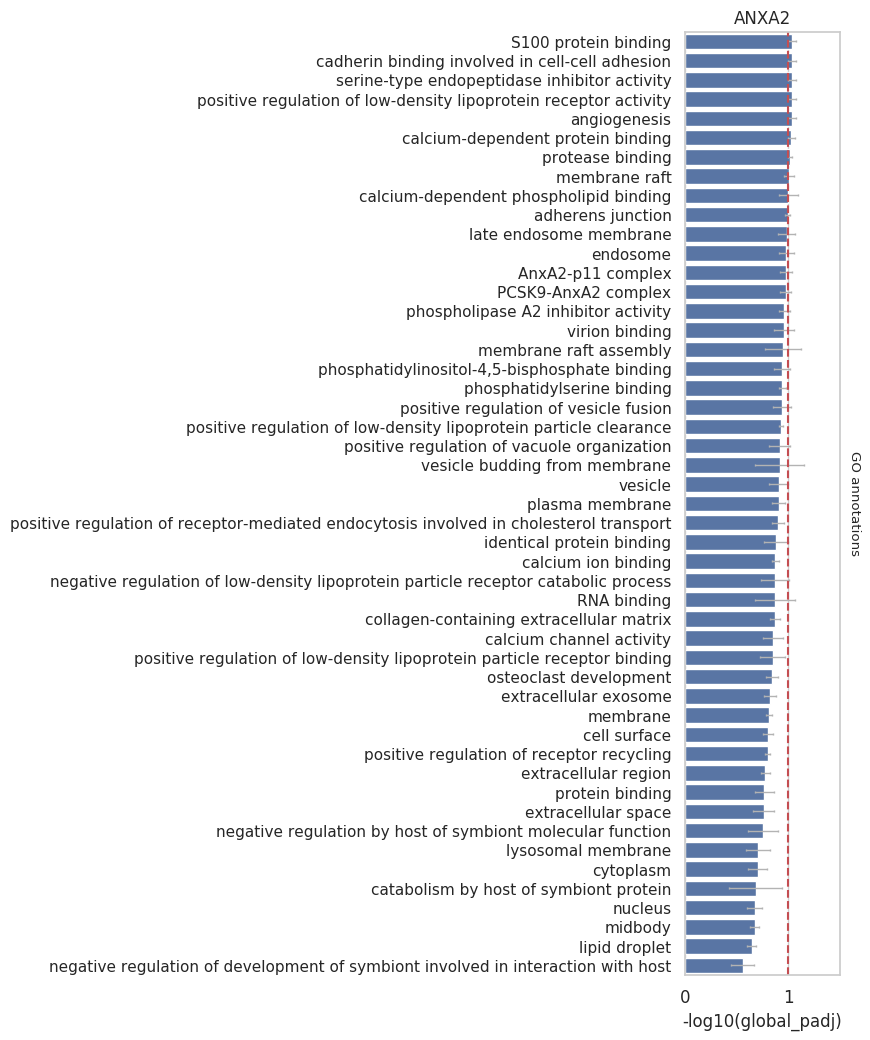 ANXA2
S100 protein binding
cadherin binding involved in cell-cell adhesion
serine-type endopeptidase inhibitor activity
positive regulation of low-density lipoprotein receptor activity
angiogenesis
calcium-dependent protein binding
protease binding
membrane raft
calcium-dependent phospholipid binding
adherens junction
late endosome membrane
endosome
AnxA2-p11 complex
PCSK9-AnxA2 complex
phospholipase A2 inhibitor activity
virion binding
membrane raft assembly
phosphatidylinositol-4,5-bisphosphate binding
phosphatidylserine binding
positive regulation of vesicle fusion
positive regulation of low-density lipoprotein particle clearance
positive regulation of vacuole organization
vesicle budding from membrane
vesicle
plasma membrane
positive regulation of receptor-mediated endocytosis involved in cholesterol transport
identical protein binding
calcium ion binding
negative regulation of low-density lipoprotein particle receptor catabolic process
RNA binding
collagen-containing extracellular matrix
calcium channel activity
positive regulation of low-density lipoprotein particle receptor binding
osteoclast development
extracellular exosome
membrane
cell surface
positive regulation of receptor recycling
extracellular region
protein binding
extracellular space
negative regulation by host of symbiont molecular function
lysosomal membrane
cytoplasm
catabolism by host of symbiont protein
nucleus
midbody
lipid droplet
negative regulation of development of symbiont involved in interaction with host
GO annotations
0 1
-log10(global_padj)